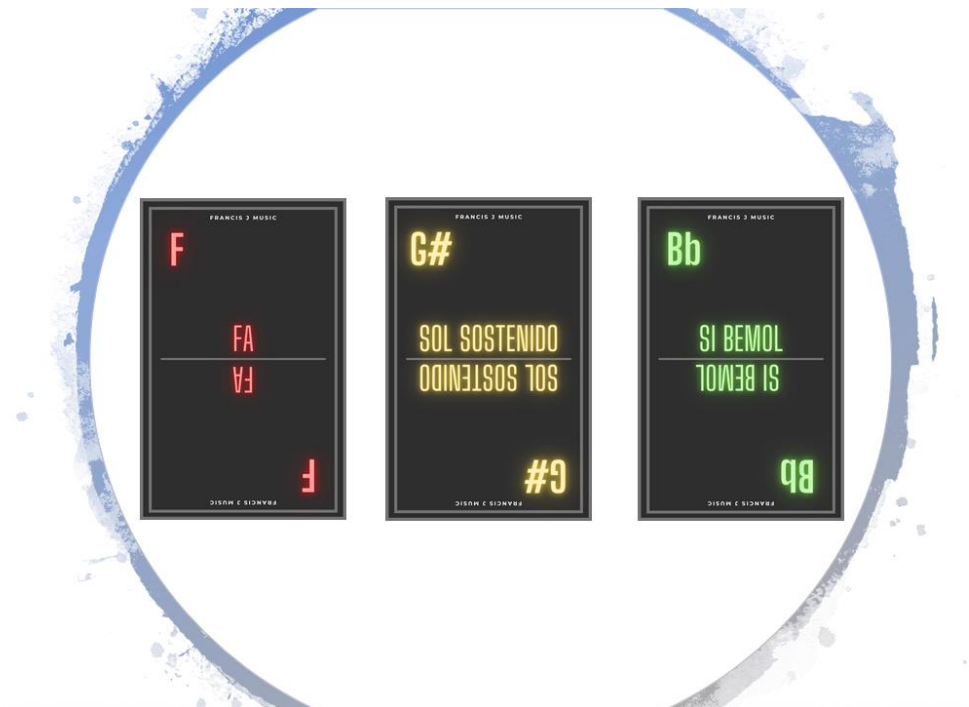 FRANCIS J MUSIC
F
FA
FA
F
FRANCIS J MUSIC
FRANCIS J MUSIC
G#
SOL SOSTENIDO
SOL SOSTENIDO
G#
FRANCIS J MUSIC
FRANCIS J MUSIC
Bb
SI BEMOL
SI BEMOL
Bb
FRANCIS J MUSIC